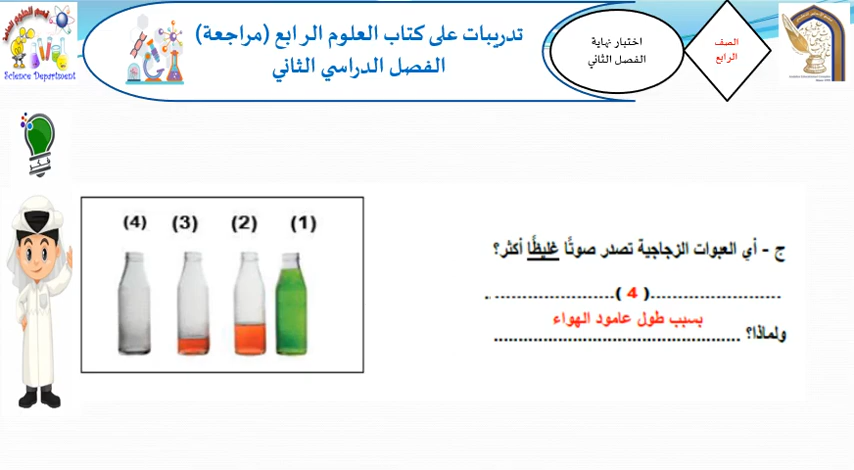 تدريبات على كتاب العلوم الرابع (مراجعة)
الفصل الدراسي الثاني
اختبار نهاية
الفصل الثاني
الصف
الرابع
Science Department
فكر
(1) (2) (3) (4)
ج - أي العبوات الزجاجية تصدر صوتًا غليظًا أكثر؟
..........................( 4 )........................
بسبب طول عامود الهواء
ولماذا؟ ..................................................